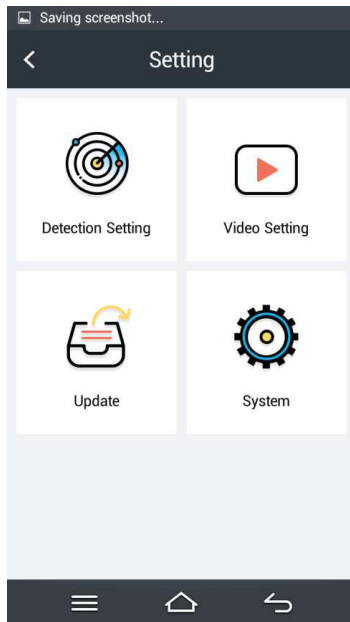 Saving screenshot...
Setting
Detection Setting
Video Setting
Update
System